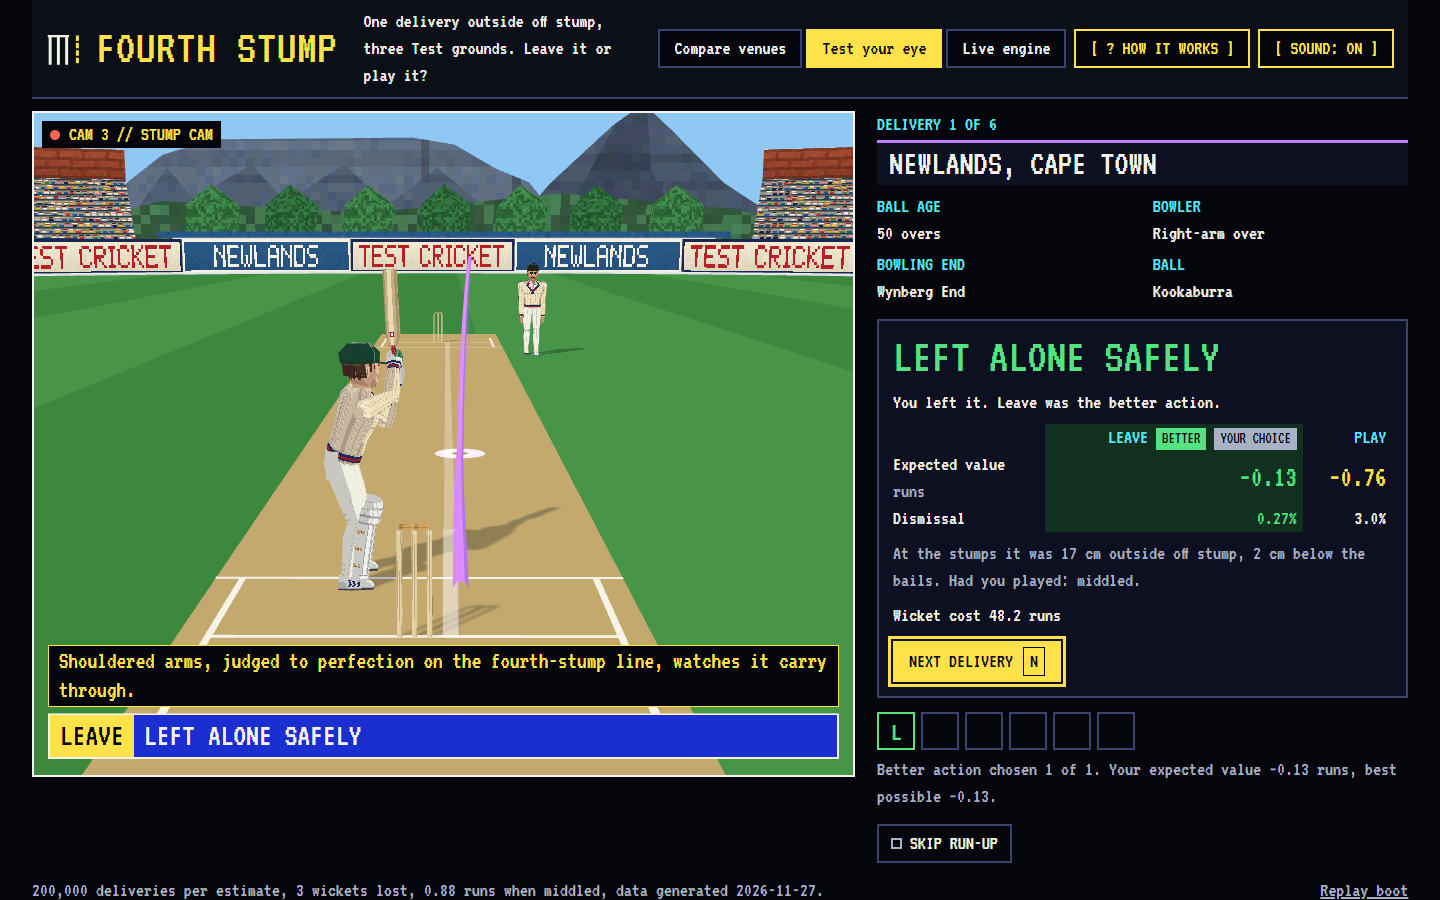 FOURTH STUMP
One delivery outside off stump,
three Test grounds. Leave it or
play it?
Compare venues
Test your eye
Live engine
[ ? HOW IT WORKS ]
[ SOUND: ON ]
CAM 3 // STUMP CAM
EST CRICKET
NEWLANDS
TEST CRICKET
NEWLANDS
TEST CRICKET
Shouldered arms, judged to perfection on the fourth-stump line, watches it carry
through.
LEAVE LEFT ALONE SAFELY
DELIVERY 1 OF 6
NEWLANDS, CAPE TOWN
BALL AGE
50 overs
BOWLER
Right-arm over
BOWLING END
Wynberg End
BALL
Kookaburra
LEFT ALONE SAFELY
You left it. Leave was the better action.
LEAVE BETTER YOUR CHOICE PLAY
Expected value
runs
-0.13 -0.76
Dismissal 0.27% 3.0%
At the stumps it was 17 cm outside off stump, 2 cm below the
bails. Had you played: middled.
Wicket cost 48.2 runs
NEXT DELIVERY N
L
Better action chosen 1 of 1. Your expected value -0.13 runs, best
possible -0.13.
SKIP RUN-UP
200,000 deliveries per estimate, 3 wickets lost, 0.88 runs when middled, data generated 2026-11-27.
Replay boot